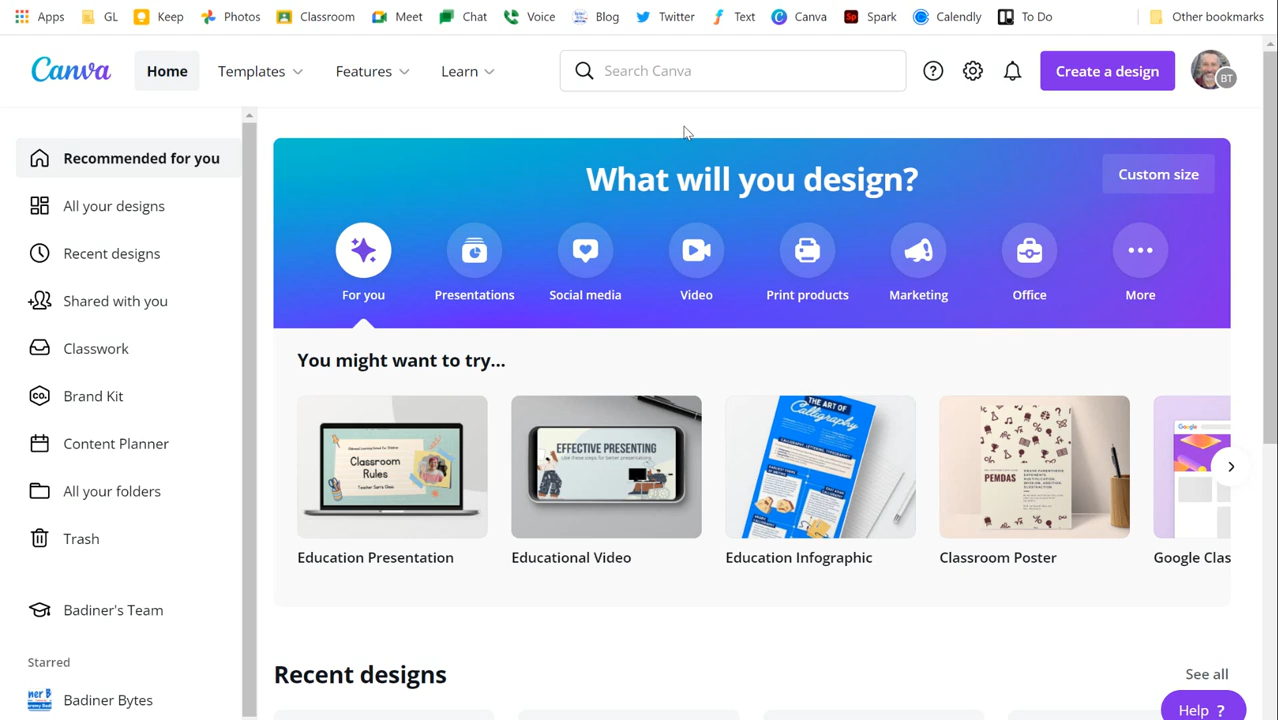 Apps GL Keep Photos Classroom Meet Chat Voice Blog Twitter Text Canva Spark Calendly To Do Other bookmarks
Canva Home Templates Features Learn Search Canva Create a design BT
Recommended for you
All your designs
Recent designs
Shared with you
Classwork
Brand Kit
Content Planner
All your folders
Trash
Badiner's Team
Starred
Badiner Bytes
What will you design?
Custom size
For you Presentations Social media Video Print products Marketing Office More
You might want to try...
Classroom
Rules
EFFECTIVE PRESENTING
THE ART OF
Calligraphy
PEMDAS
Google
Education Presentation Educational Video Education Infographic Classroom Poster Google Clas
Recent designs
See all
Help ?